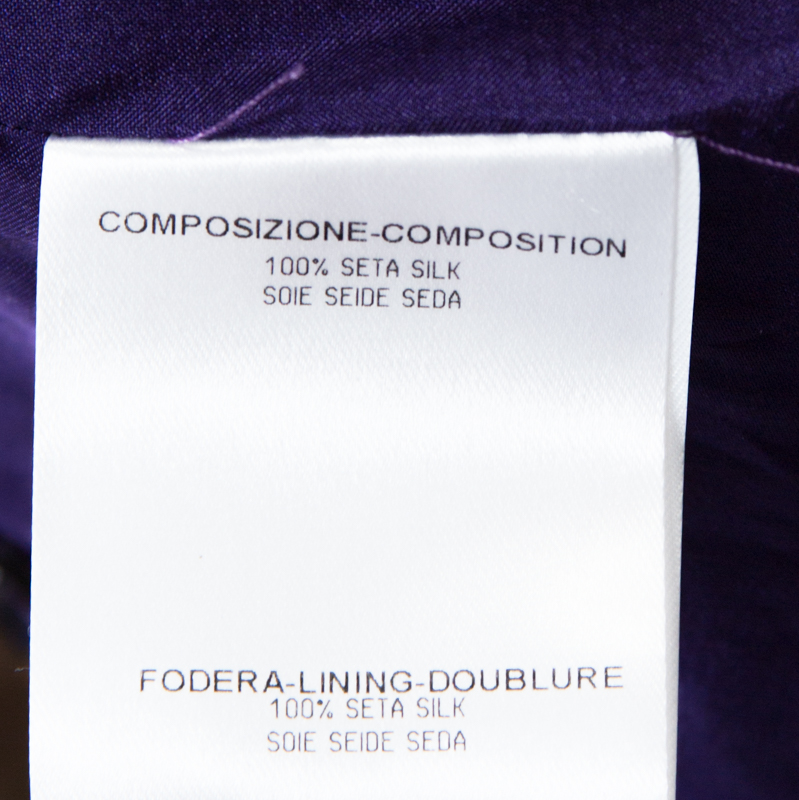 COMPOSIZIONE-COMPOSITION
100% SETA SILK
SOIE SEIDE SEDA
FODERA-LINING-DOUBLURE
100% SETA SILK
SOIE SEIDE SEDA